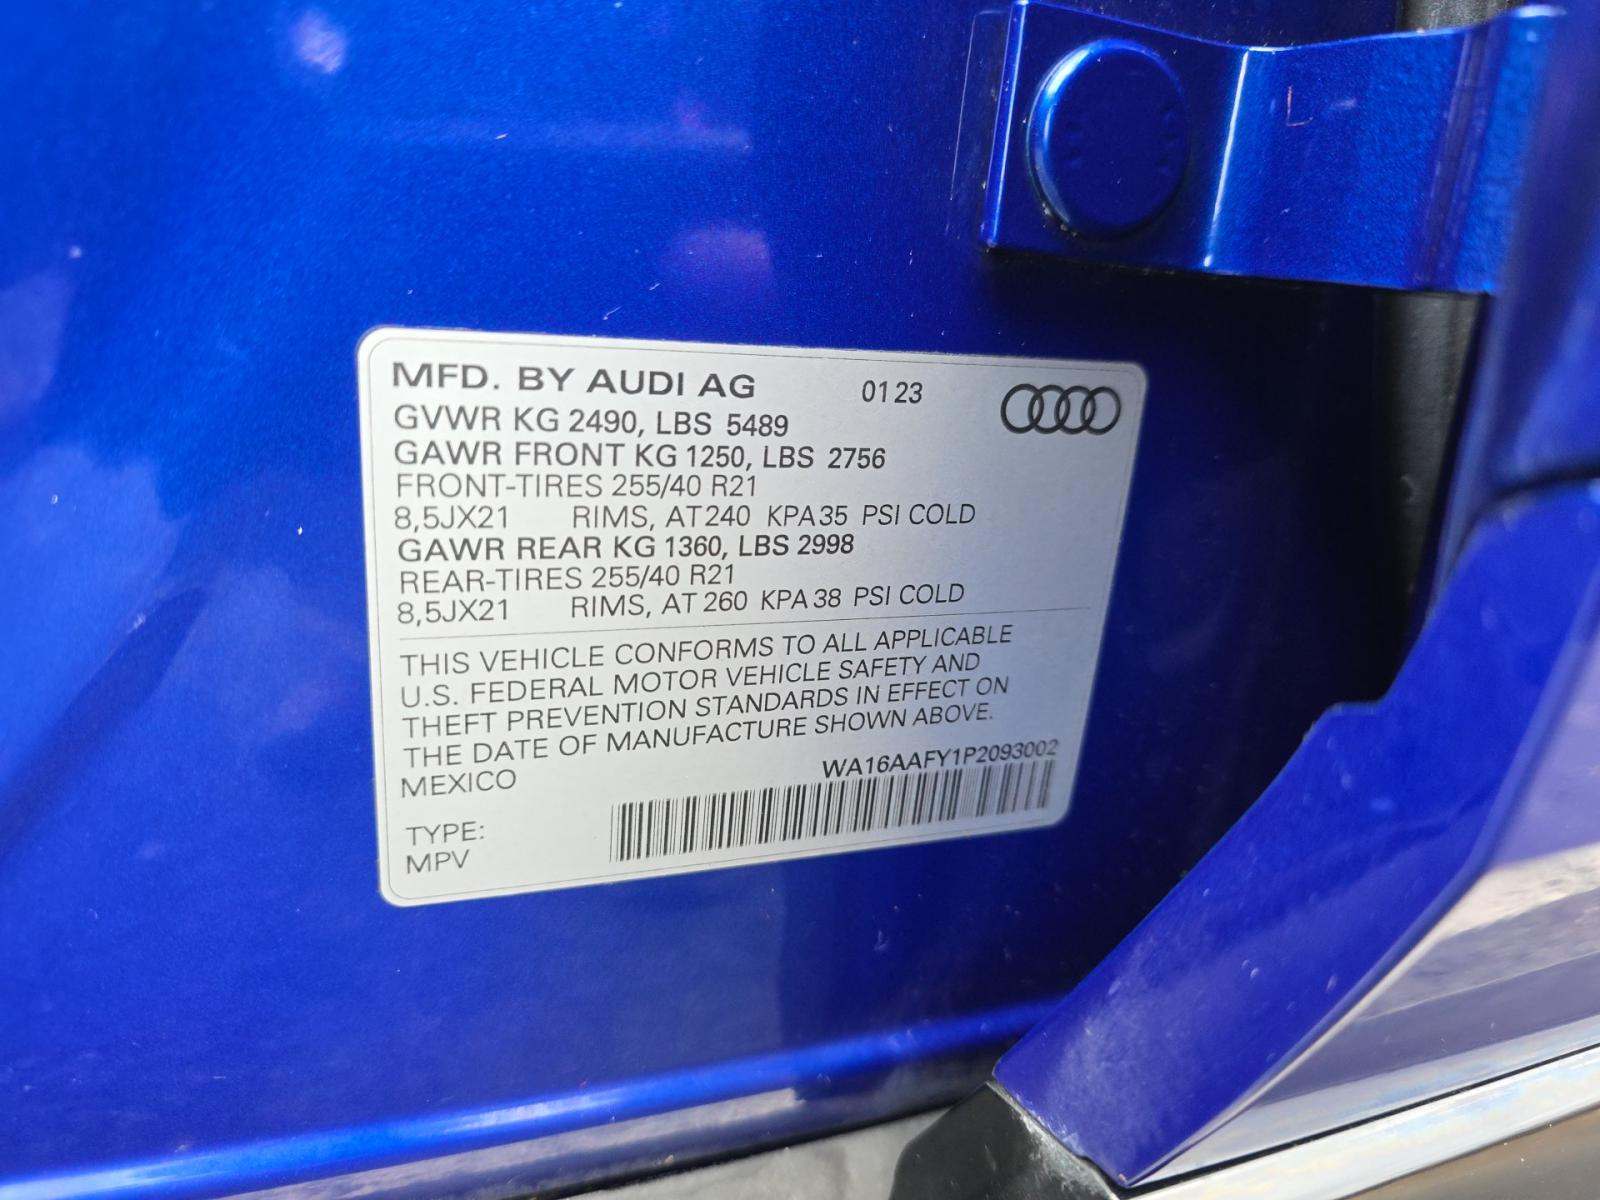 MFD. BY AUDI AG 01 23
GVWR KG 2490, LBS 5489
GAWR FRONT KG 1250, LBS 2756
FRONT-TIRES 255/40 R21
8,5JX21 RIMS, AT 240 KPA 35 PSI COLD
GAWR REAR KG 1360, LBS 2998
REAR-TIRES 255/40 R21
8,5JX21 RIMS, AT 260 KPA 38 PSI COLD
THIS VEHICLE CONFORMS TO ALL APPLICABLE
U.S. FEDERAL MOTOR VEHICLE SAFETY AND
THEFT PREVENTION STANDARDS IN EFFECT ON
THE DATE OF MANUFACTURE SHOWN ABOVE.
MEXICO WA16AAFY1P2093002
TYPE:
MPV